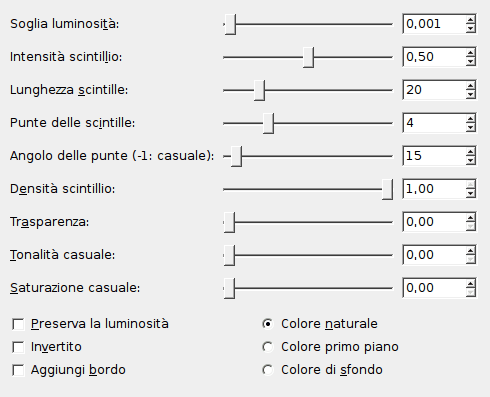 Soglia luminosità: 0,001
Intensità scintillio: 0,50
Lunghezza scintille: 20
Punte delle scintille: 4
Angolo delle punte (-1: casuale): 15
Densità scintillio: 1,00
Trasparenza: 0,00
Tonalità casuale: 0,00
Saturazione casuale: 0,00
Preserva la luminosità Colore naturale
Invertito Colore primo piano
Aggiungi bordo Colore di sfondo